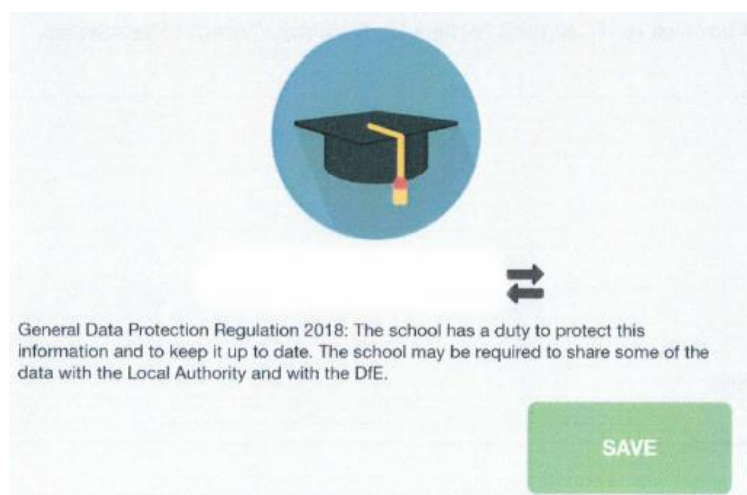 General Data Protection Regulation 2018: The school has a duty to protect this
information and to keep it up to date. The school may be required to share some of the
data with the Local Authority and with the DfE.
SAVE